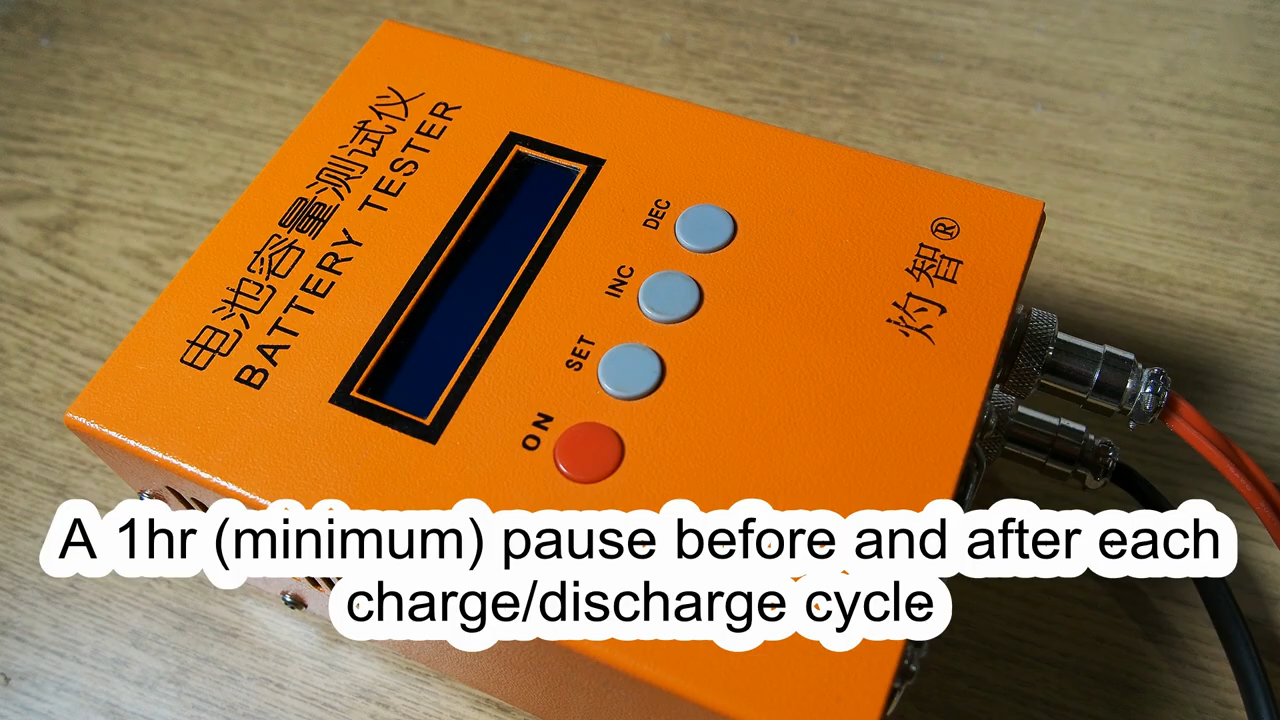 电池容量测试仪
BATTERY TESTER
DEC
INC
SET
ON
灼智®
A 1hr (minimum) pause before and after each
charge/discharge cycle